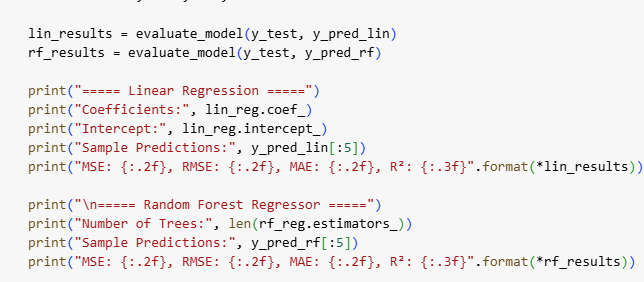 lin_results = evaluate_model(y_test, y_pred_lin)
rf_results = evaluate_model(y_test, y_pred_rf)
print("===== Linear Regression =====")
print("Coefficients:", lin_reg.coef_)
print("Intercept:", lin_reg.intercept_)
print("Sample Predictions:", y_pred_lin[:5])
print("MSE: {:.2f}, RMSE: {:.2f}, MAE: {:.2f}, R²: {:.3f}".format(*lin_results))
print("\n===== Random Forest Regressor =====")
print("Number of Trees:", len(rf_reg.estimators_))
print("Sample Predictions:", y_pred_rf[:5])
print("MSE: {:.2f}, RMSE: {:.2f}, MAE: {:.2f}, R²: {:.3f}".format(*rf_results))